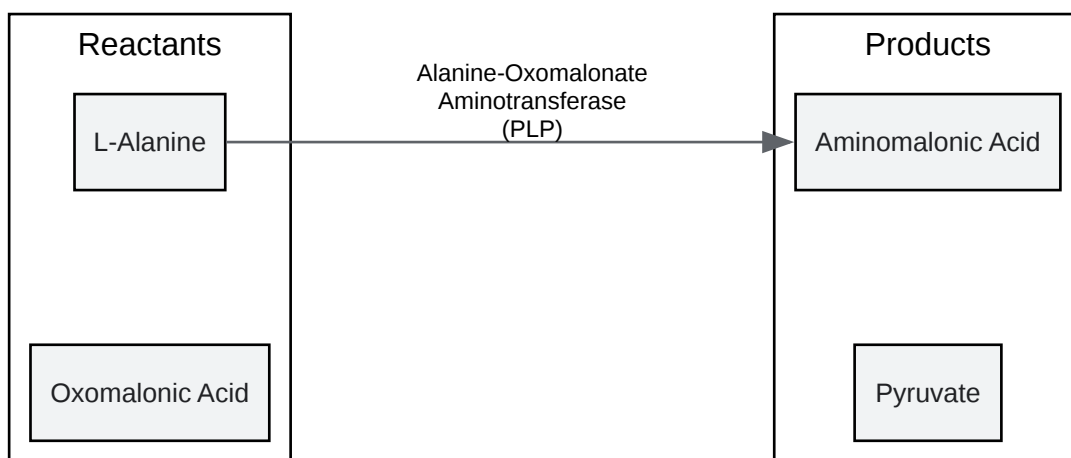 Reactants
Products
Alanine-Oxomalonate
Aminotransferase
(PLP)
L-Alanine
Aminomalonic Acid
Oxomalonic Acid
Pyruvate